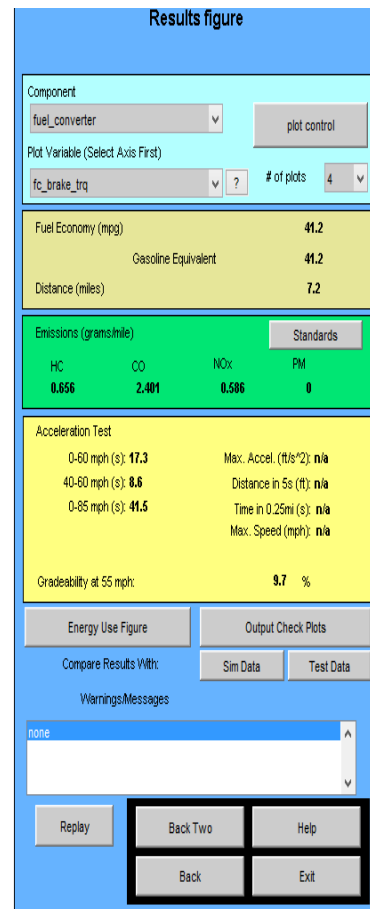 Results figure
Component
fuel_converter
plot control
Plot Variable (Select Axis First)
fc_brake_trq
?
# of plots 4
Fuel Economy (mpg) 41.2
Gasoline Equivalent 41.2
Distance (miles) 7.2
Emissions (grams/mile) Standards
HC CO NOx PM
0.656 2.401 0.586 0
Acceleration Test
0-60 mph (s): 17.3 Max. Accel. (ft/s^2): n/a
40-60 mph (s): 8.6 Distance in 5s (ft): n/a
0-85 mph (s): 41.5 Time in 0.25mi (s): n/a
Max. Speed (mph): n/a
Gradeability at 55 mph: 9.7 %
Energy Use Figure Output Check Plots
Compare Results With: Sim Data Test Data
Warnings/Messages
none
Replay Back Two Help
Back Exit